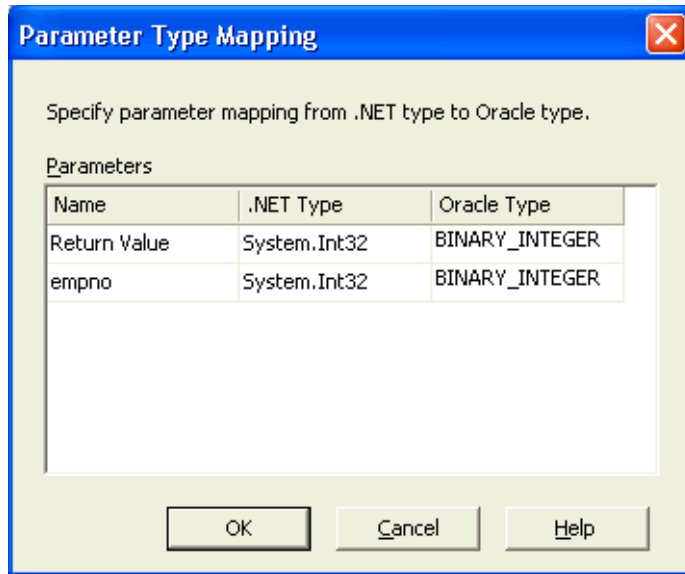 Parameter Type Mapping
Specify parameter mapping from .NET type to Oracle type.
Parameters
Name .NET Type Oracle Type
Return Value System.Int32 BINARY_INTEGER
empno System.Int32 BINARY_INTEGER
OK Cancel Help